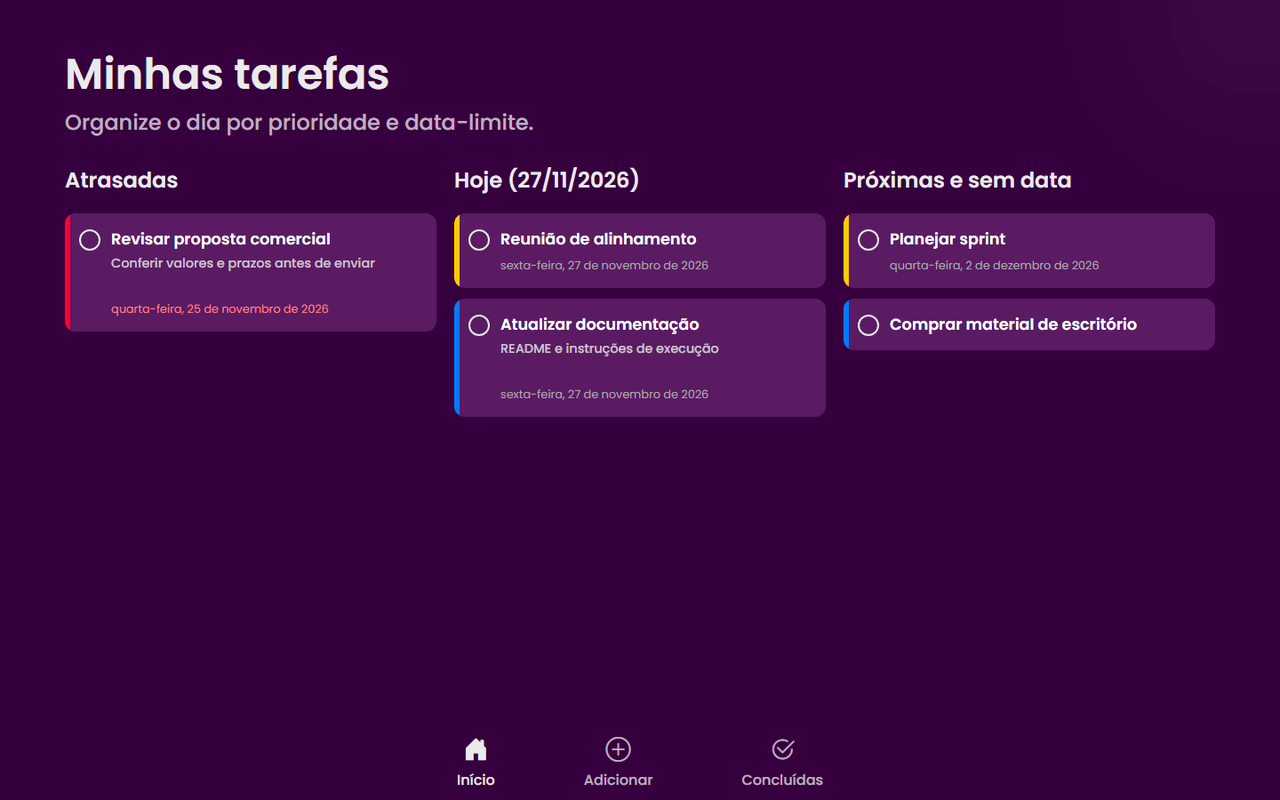 Minhas tarefas
Organize o dia por prioridade e data-limite.
Atrasadas
Revisar proposta comercial
Conferir valores e prazos antes de enviar
quarta-feira, 25 de novembro de 2026
Hoje (27/11/2026)
Reunião de alinhamento
sexta-feira, 27 de novembro de 2026
Atualizar documentação
README e instruções de execução
sexta-feira, 27 de novembro de 2026
Próximas e sem data
Planejar sprint
quarta-feira, 2 de dezembro de 2026
Comprar material de escritório
Início
Adicionar
Concluídas